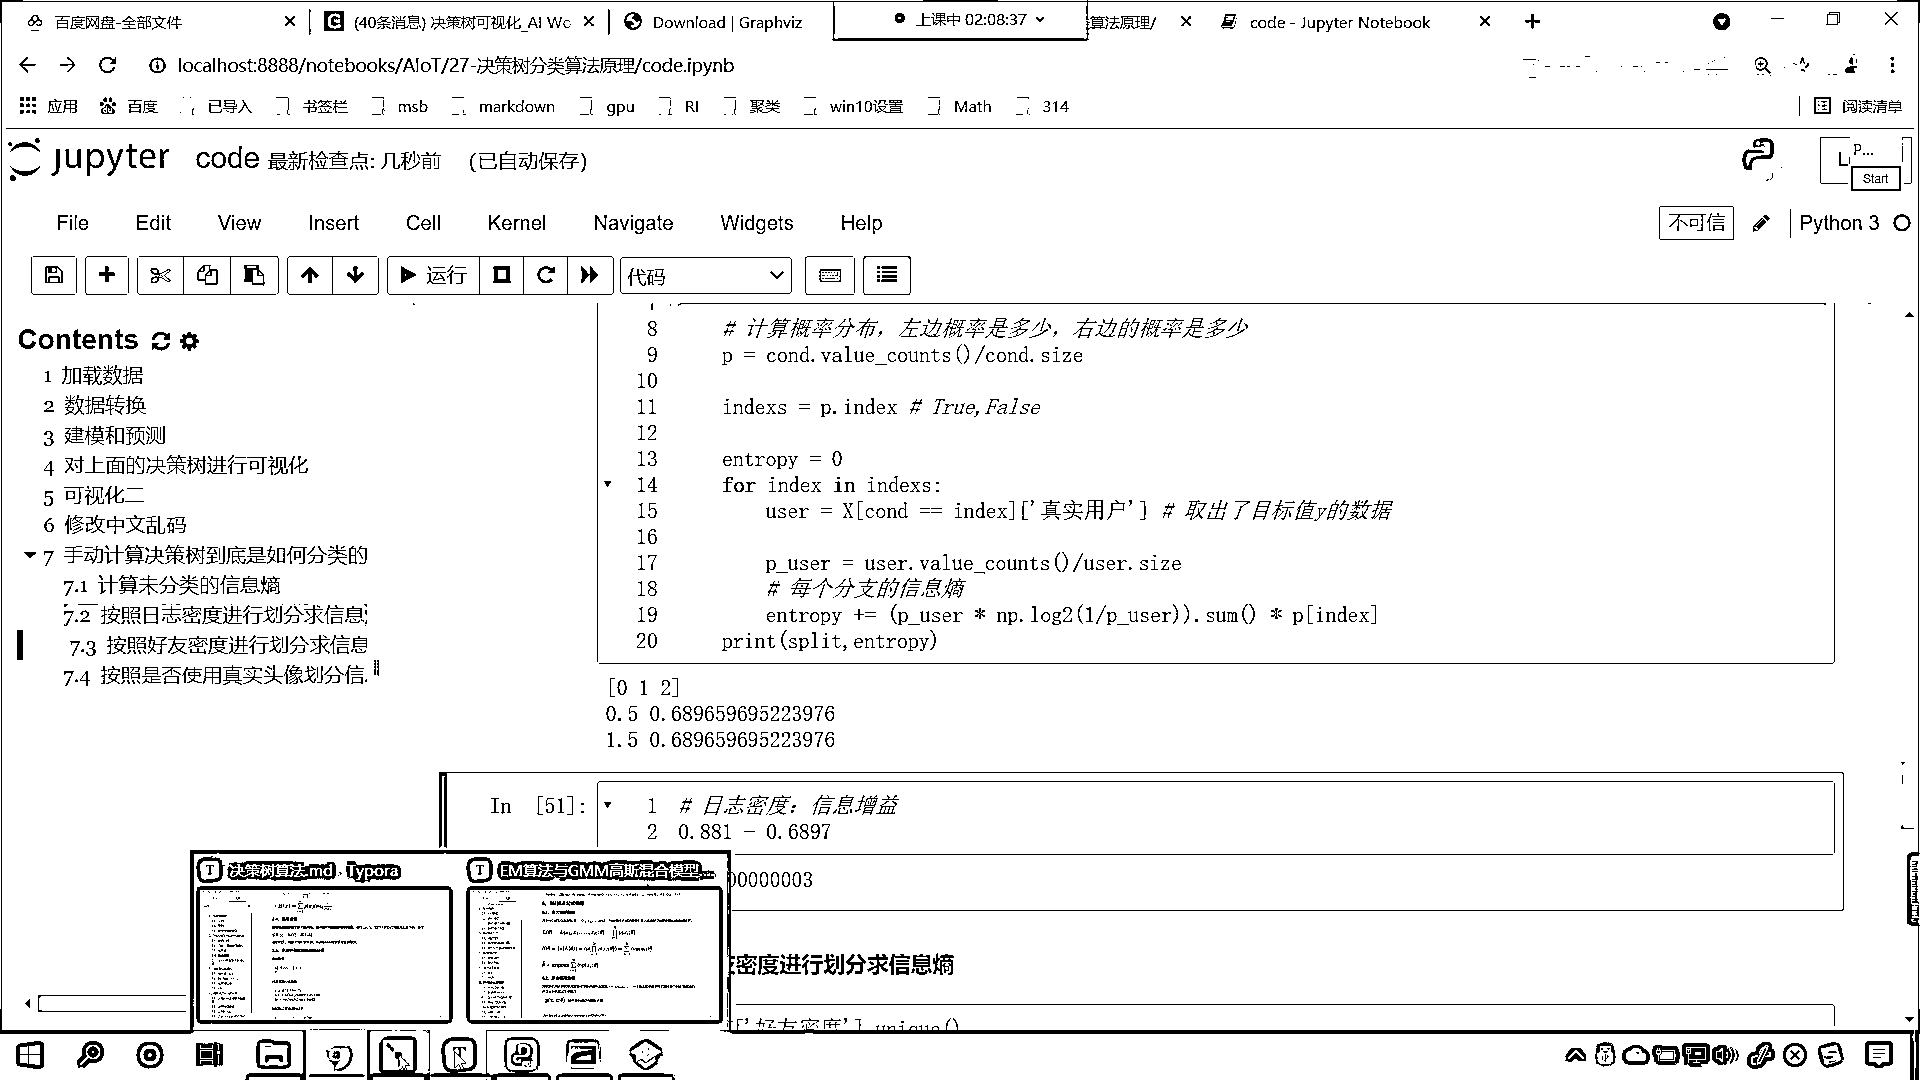 百度网盘-全部文件
(40条消息) 决策树可视化_AI Wo
Download | Graphviz
上课中 02:08:37
算法原理/
code - Jupyter Notebook
localhost:8888/notebooks/AIoT/27-决策树分类算法原理/code.ipynb
应用
百度
已导入
书签栏
msb
markdown
gpu
RI
聚类
win10设置
Math
314
阅读清单
jupyter code 最新检查点: 几秒前 (已自动保存)
P...
Start
File Edit View Insert Cell Kernel Navigate Widgets Help
不可信
Python 3
运行
代码
Contents
1 加载数据
2 数据转换
3 建模和预测
4 对上面的决策树进行可视化
5 可视化二
6 修改中文乱码
7 手动计算决策树到底是如何分类的
7.1 计算未分类的信息熵
7.2 按照日志密度进行划分求信息
7.3 按照好友密度进行划分求信息
7.4 按照是否使用真实头像划分信.
8 # 计算概率分布，左边概率是多少，右边的概率是多少
9 p = cond.value_counts()/cond.size
10
11 indexs = p.index # True,False
12
13 entropy = 0
14 for index in indexs:
15 user = X[cond == index]['真实用户'] # 取出了目标值y的数据
16
17 p_user = user.value_counts()/user.size
18 # 每个分支的信息熵
19 entropy += (p_user * np.log2(1/p_user)).sum() * p[index]
20 print(split,entropy)
[0 1 2]
0.5 0.689659695223976
1.5 0.689659695223976
In [51]:
1 # 日志密度：信息增益
2 0.881 - 0.6897
00000003
决策树算法.md - Typora
EM算法与GMM高斯混合模型...
密度进行划分求信息熵
['好友密度'].unique()